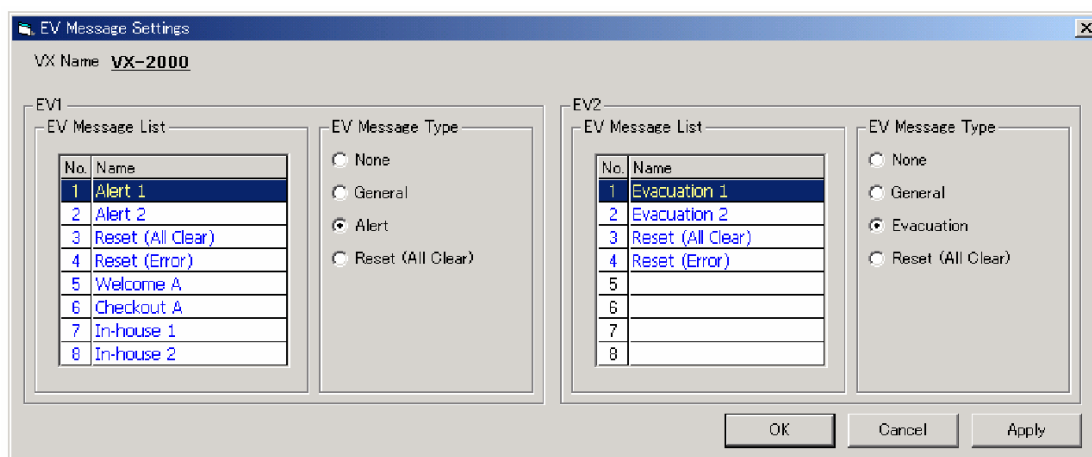 EV Message Settings
VX Name VX-2000
EV1
EV Message List
No. Name
1 Alert 1
2 Alert 2
3 Reset (All Clear)
4 Reset (Error)
5 Welcome A
6 Checkout A
7 In-house 1
8 In-house 2
EV Message Type
None
General
Alert
Reset (All Clear)
EV2
EV Message List
No. Name
1 Evacuation 1
2 Evacuation 2
3 Reset (All Clear)
4 Reset (Error)
5
6
7
8
EV Message Type
None
General
Evacuation
Reset (All Clear)
OK
Cancel
Apply